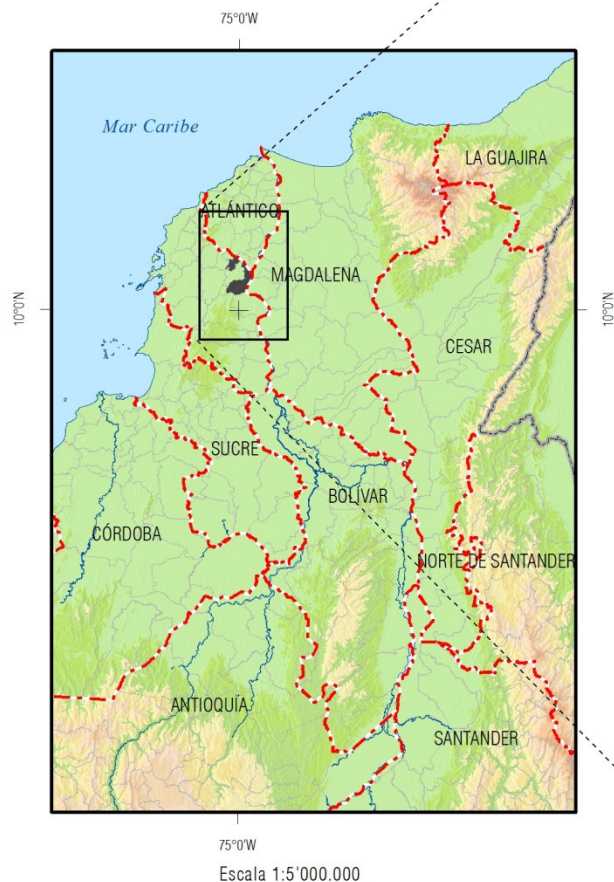 75°0'W
Mar Caribe
LA GUAJIRA
ATLÁNTICO
MAGDALENA
10°0'N
10°0'N
CESAR
SUCRE
BOLÍVAR
CÓRDOBA
NORTE DE SANTANDER
ANTIOQUÍA
SANTANDER
75°0'W
Escala 1:5'000.000